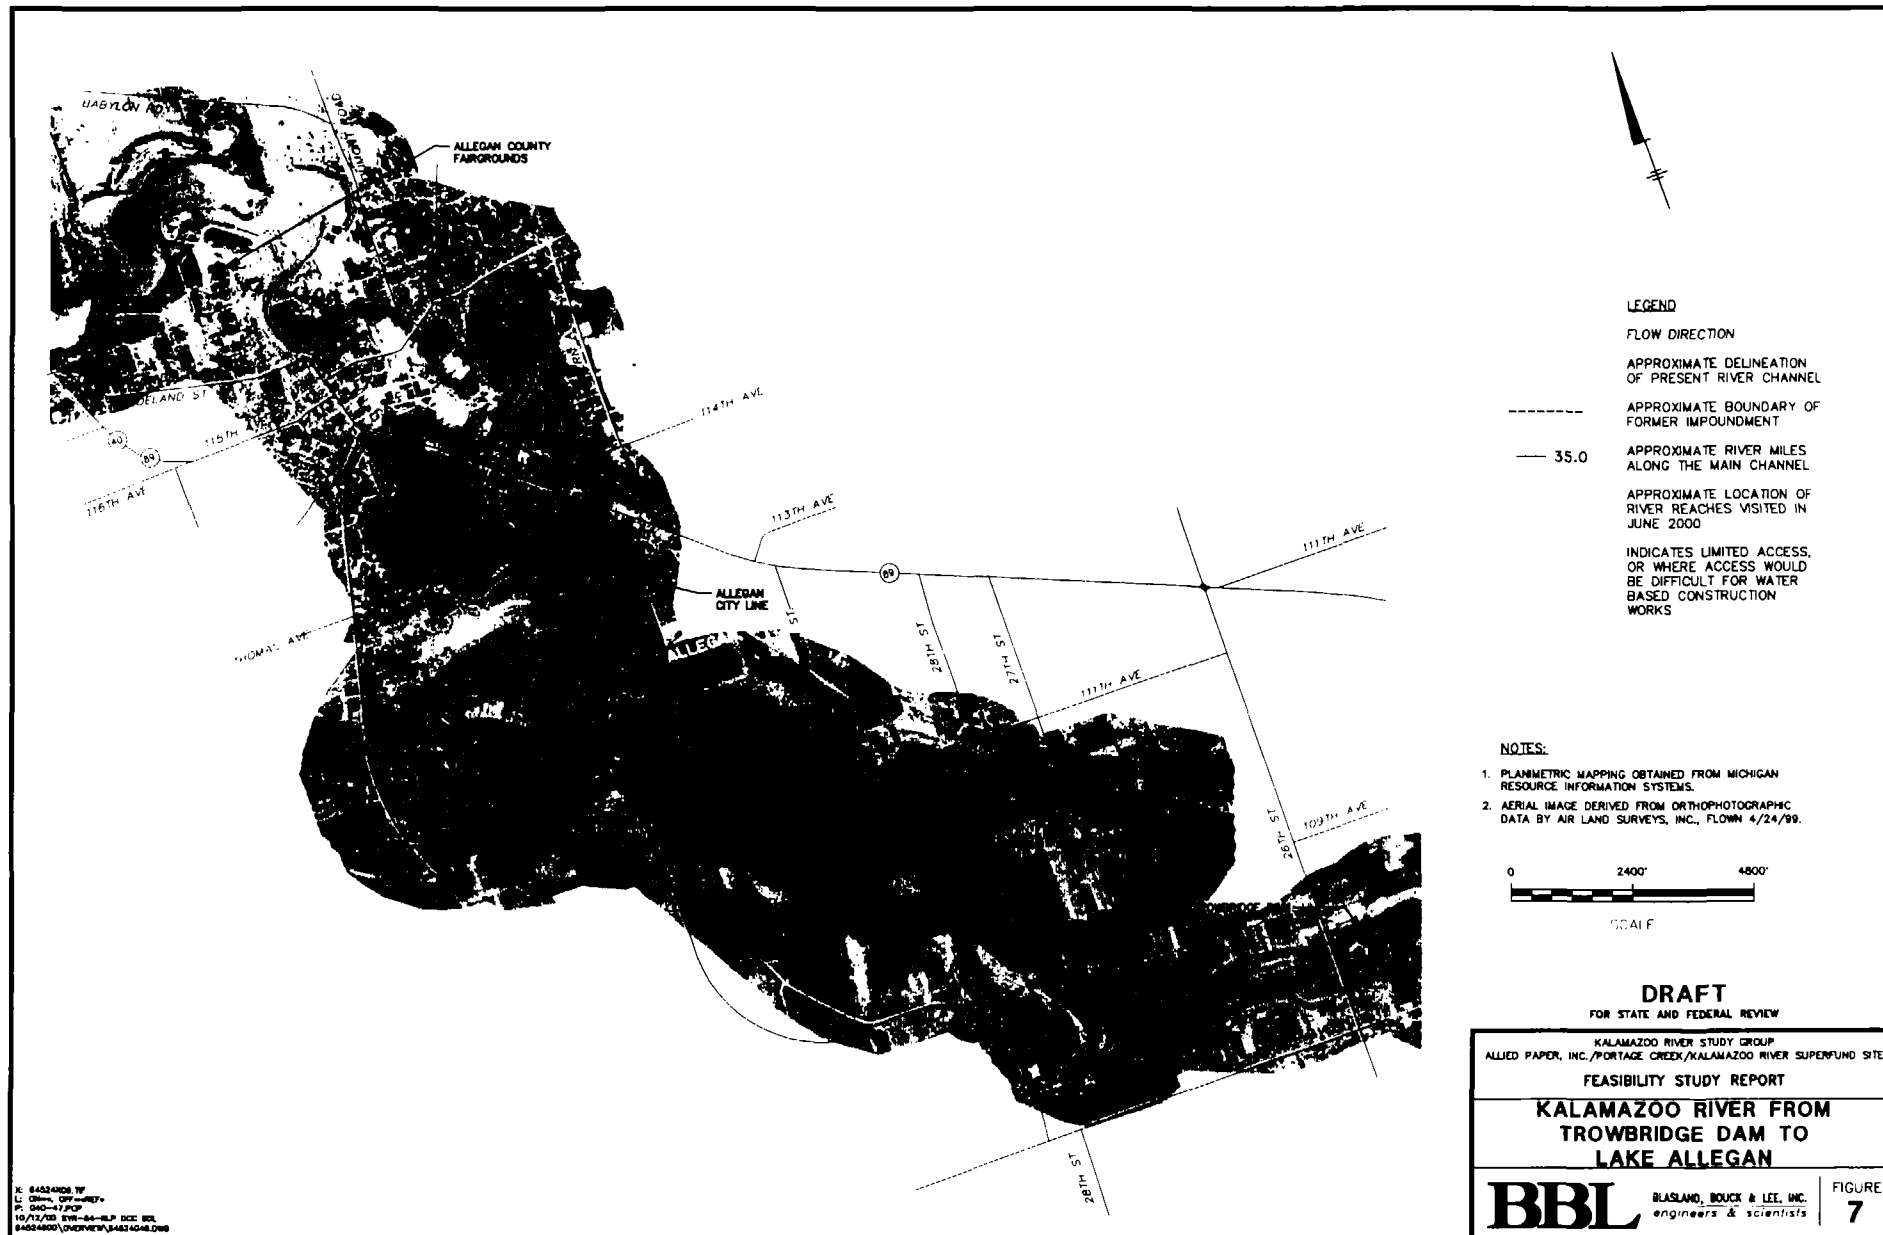 BABYLON RD
ALLEGAN COUNTY
FAIRGROUNDS
114TH AVE
115TH AVE
40
89
116TH AVE
113TH AVE
111TH AVE
89
ALLEGAN
CITY LINE
THOMAS AVE
ST
28TH ST
27TH ST
111TH AVE
26TH ST
109TH AVE
28TH ST
LEGEND
FLOW DIRECTION
APPROXIMATE DELINEATION
OF PRESENT RIVER CHANNEL
APPROXIMATE BOUNDARY OF
FORMER IMPOUNDMENT
35.0
APPROXIMATE RIVER MILES
ALONG THE MAIN CHANNEL
APPROXIMATE LOCATION OF
RIVER REACHES VISITED IN
JUNE 2000
INDICATES LIMITED ACCESS,
OR WHERE ACCESS WOULD
BE DIFFICULT FOR WATER
BASED CONSTRUCTION
WORKS
NOTES:
1. PLANIMETRIC MAPPING OBTAINED FROM MICHIGAN
RESOURCE INFORMATION SYSTEMS.
2. AERIAL IMAGE DERIVED FROM ORTHOPHOTOGRAPHIC
DATA BY AIR LAND SURVEYS, INC., FLOWN 4/24/99.
0 2400' 4800'
SCALE
DRAFT
FOR STATE AND FEDERAL REVIEW
KALAMAZOO RIVER STUDY GROUP
ALLIED PAPER, INC./PORTAGE CREEK/KALAMAZOO RIVER SUPERFUND SITE
FEASIBILITY STUDY REPORT
KALAMAZOO RIVER FROM
TROWBRIDGE DAM TO
LAKE ALLEGAN
BBL
BLASLAND, BOUCK & LEE, INC.
engineers & scientists
FIGURE
7